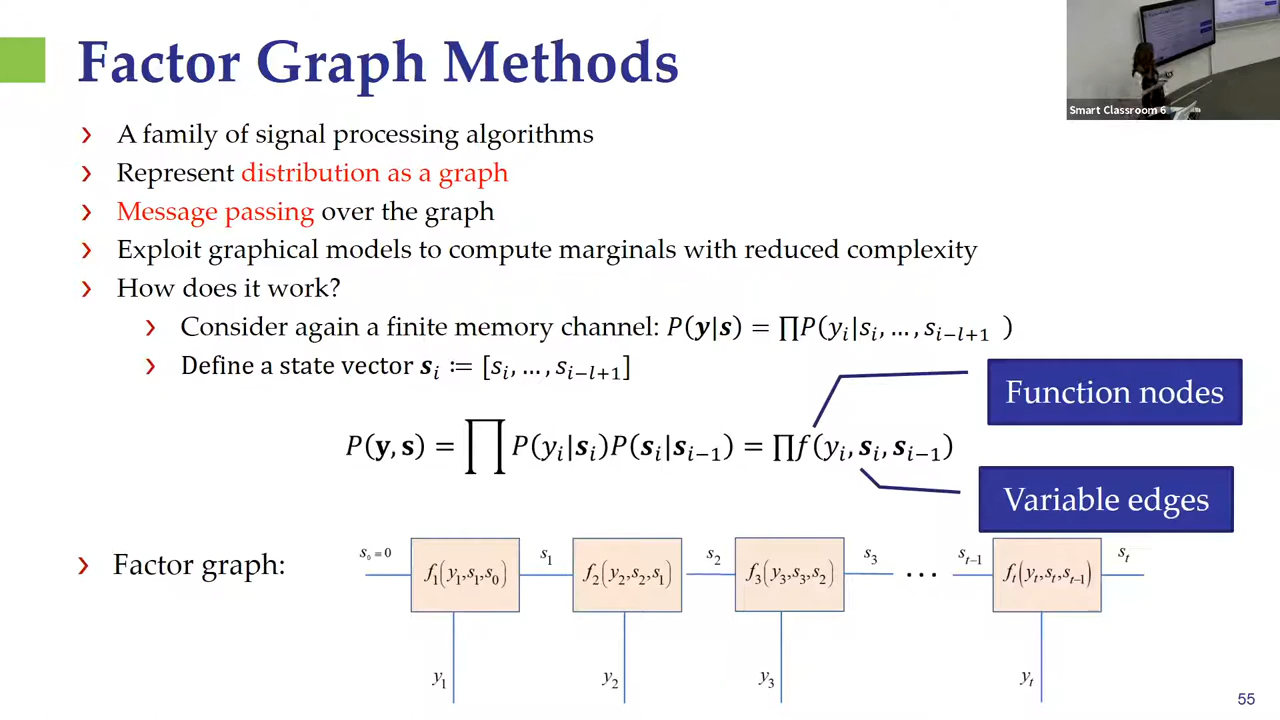 Factor Graph Methods
Smart Classroom 6
› A family of signal processing algorithms
› Represent distribution as a graph
› Message passing over the graph
› Exploit graphical models to compute marginals with reduced complexity
› How does it work?
› Consider again a finite memory channel: P(y|s) = ∏P(y_i|s_i, …, s_{i−l+1} )
› Define a state vector s_i ≔ [s_i, …, s_{i−l+1}]
Function nodes
P(y, s) = ∏ P(y_i|s_i)P(s_i|s_{i−1}) = ∏f(y_i, s_i, s_{i−1})
Variable edges
› Factor graph:
s_0 = 0 f_1(y_1,s_1,s_0) s_1 f_2(y_2,s_2,s_1) s_2 f_3(y_3,s_3,s_2) s_3 … s_{t−1} f_t(y_t,s_t,s_{t−1}) s_t
y_1 y_2 y_3 y_t
55